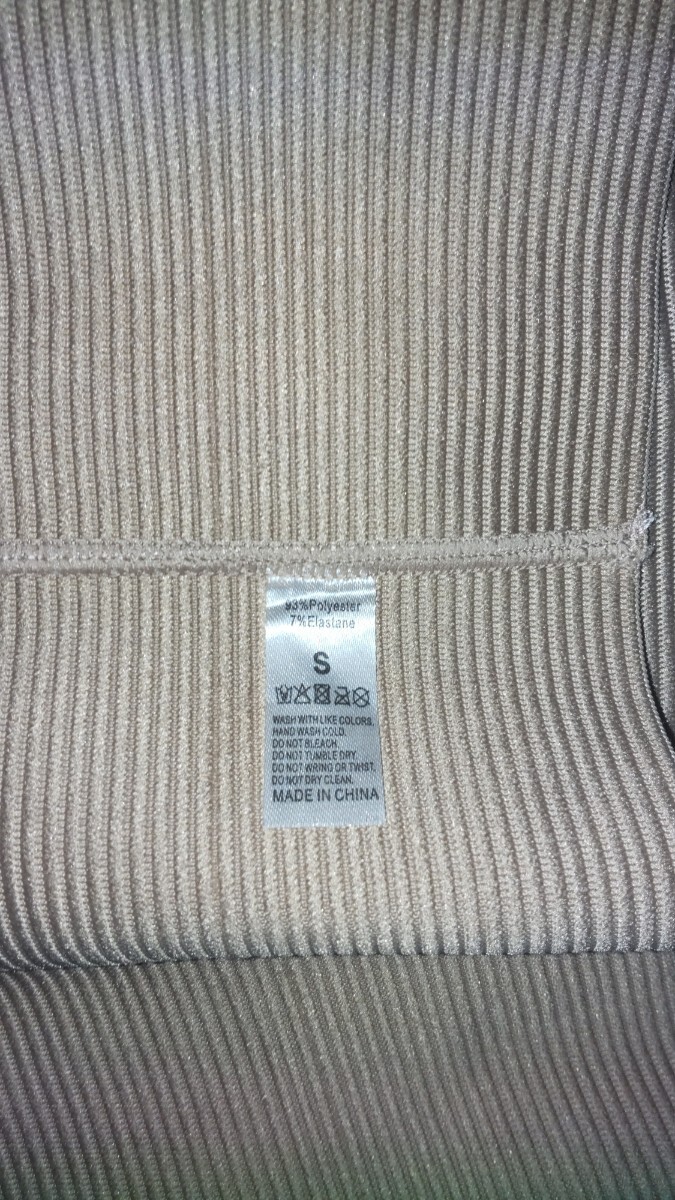 93%Polyester
7%Elastane
S
WASH WITH LIKE COLORS.
HAND WASH COLD.
DO NOT BLEACH.
DO NOT TUMBLE DRY.
DO NOT WRING OR TWIST.
DO NOT DRY CLEAN.
MADE IN CHINA